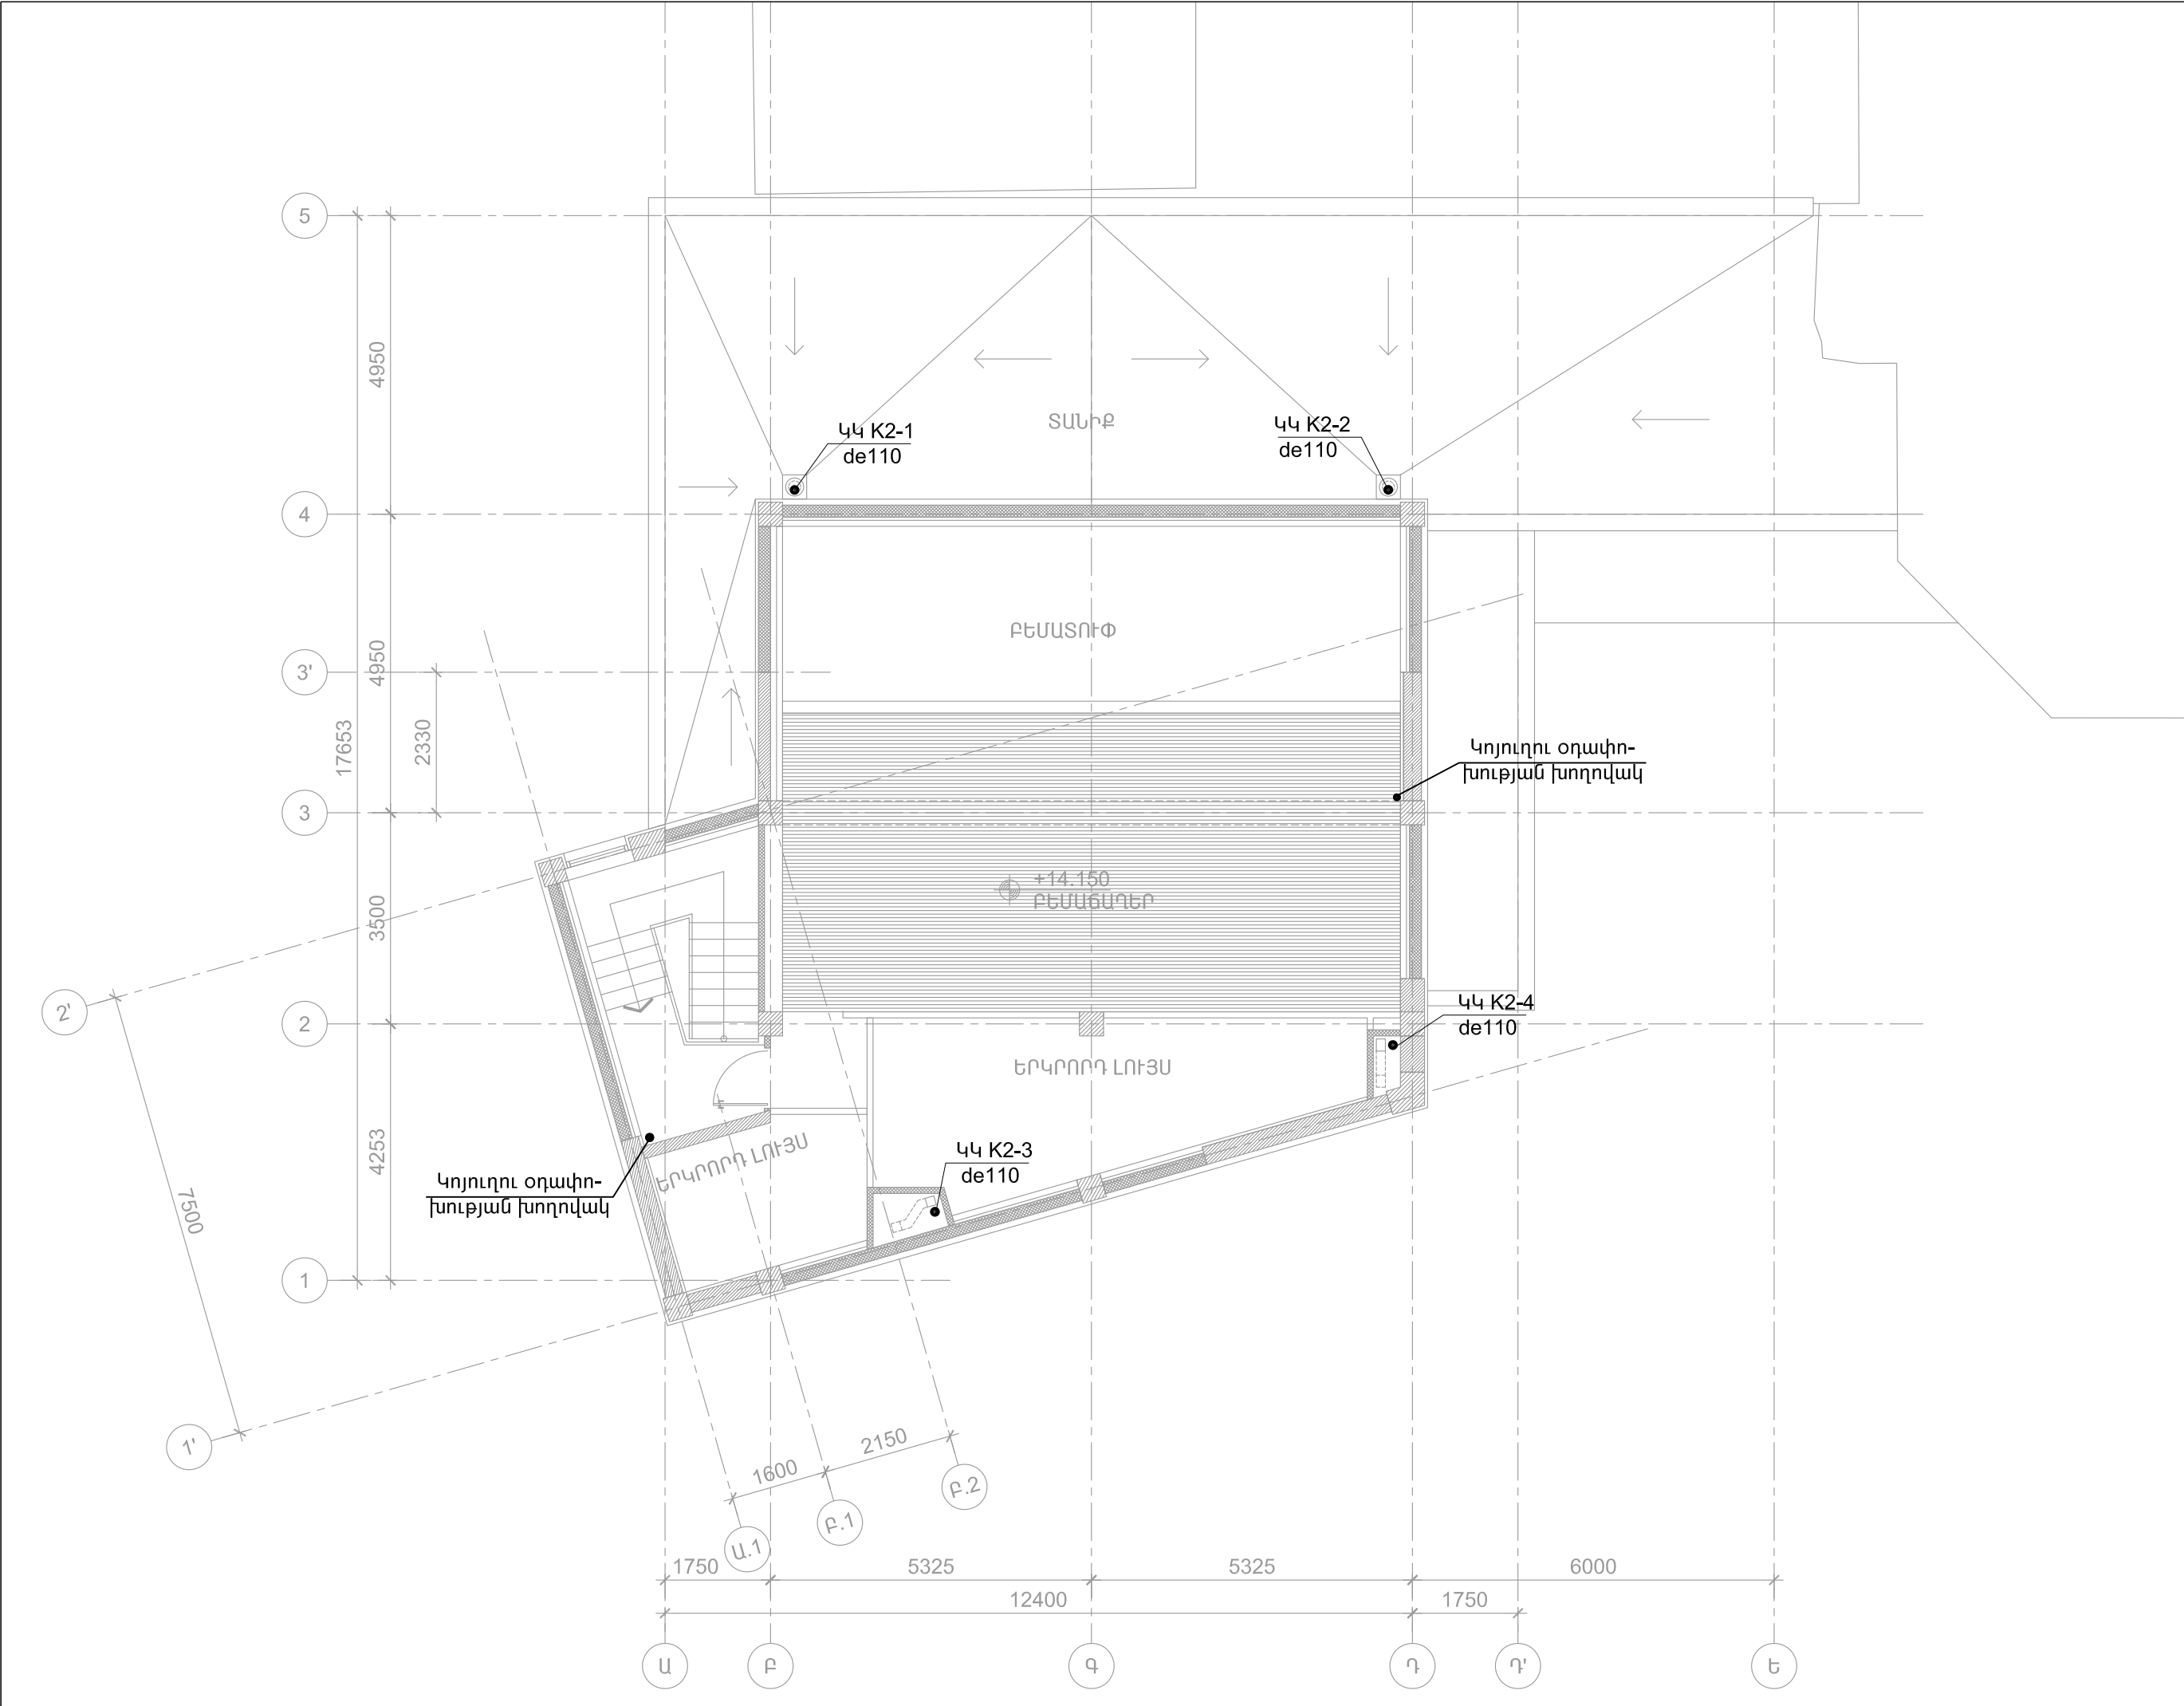 5
4950
ՏԱՆԻՔ
ԿԿ K2-1
de110
ԿԿ K2-2
de110
4
ԲԵՄԱՏՈՒՓ
4950
3'
17653
2330
Կոյուղու օդափո-
խության խողովակ
3
+14.150
ԲԵՄԱՃԱՂԵՐ
3500
2'
2
ԿԿ K2-4
de110
ԵՐԿՐՈՐԴ ԼՈՒՅՍ
4253
ԵՐԿՐՈՐԴ ԼՈՒՅՍ
ԿԿ K2-3
de110
Կոյուղու օդափո-
խության խողովակ
7500
1
1'
2150
1600
Բ.2
Բ.1
Ա.1
1750
5325
5325
6000
12400
1750
Ա
Բ
Գ
Դ
Դ'
Ե